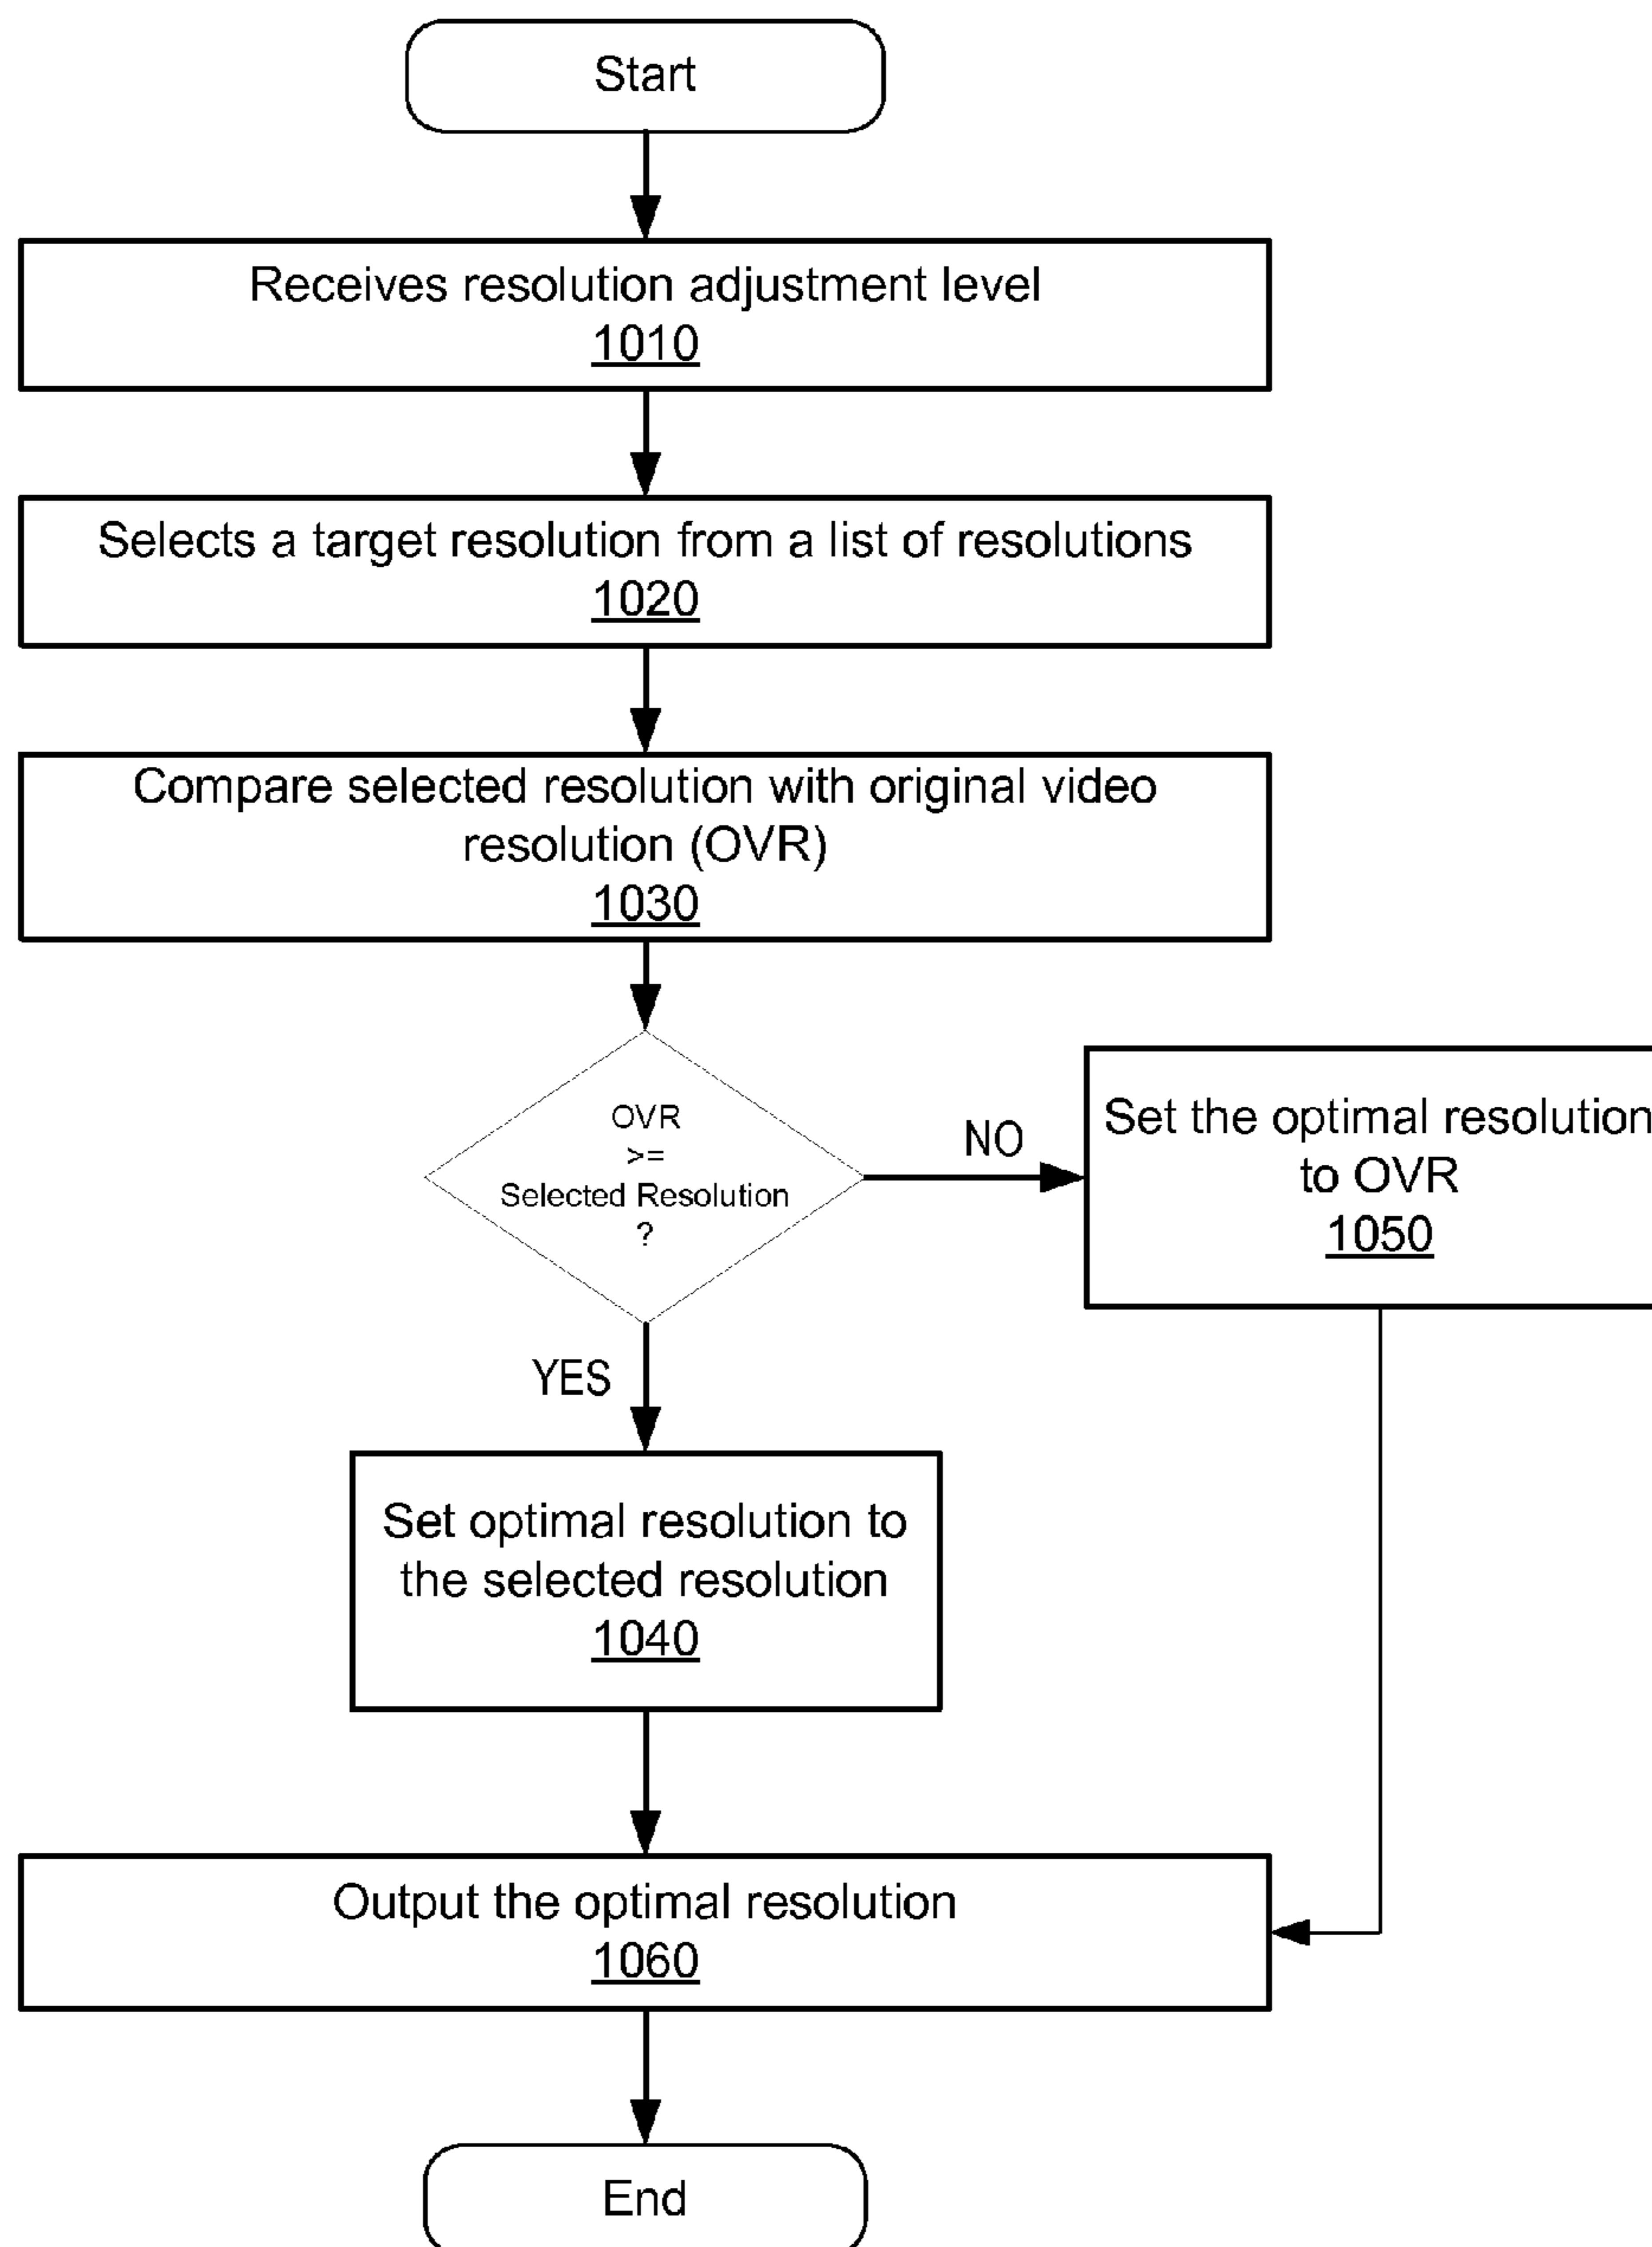 Start
Receives resolution adjustment level
1010
Selects a target resolution from a list of resolutions
1020
Compare selected resolution with original video
resolution (OVR)
1030
OVR
>=
Selected Resolution
?
NO
Set the optimal resolution
to OVR
1050
YES
Set optimal resolution to
the selected resolution
1040
Output the optimal resolution
1060
End